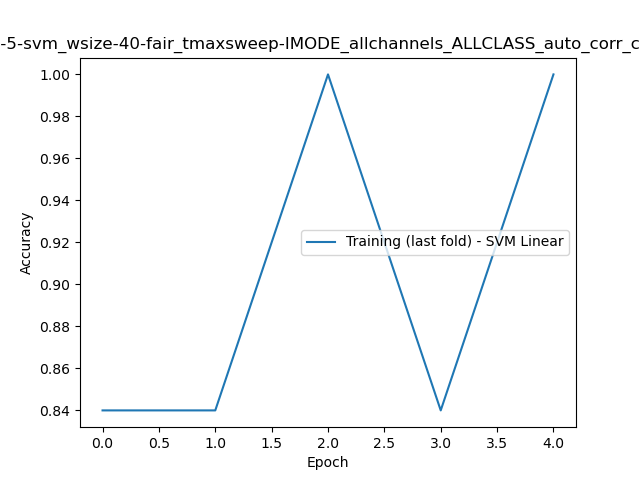 -5-svm_wsize-40-fair_tmaxsweep-IMODE_allchannels_ALLCLASS_auto_corr_c
1.00
0.98
0.96
0.94
0.92
0.90
0.88
0.86
0.84
Accuracy
Training (last fold) - SVM Linear
0.0 0.5 1.0 1.5 2.0 2.5 3.0 3.5 4.0
Epoch